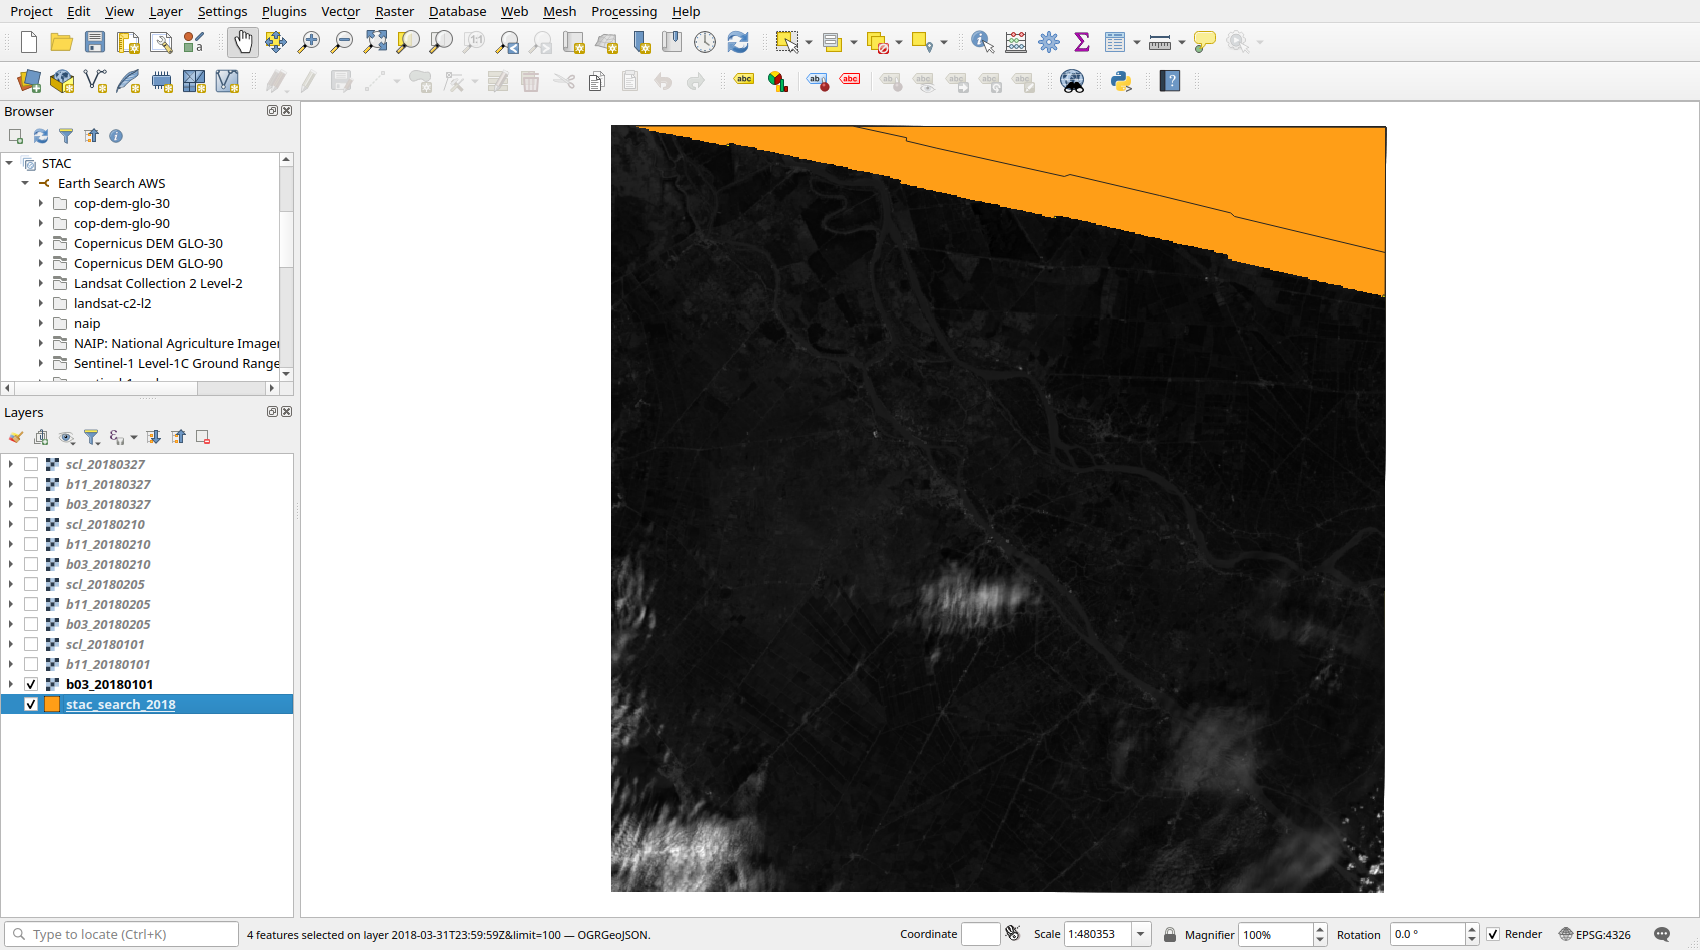 Project Edit View Layer Settings Plugins Vector Raster Database Web Mesh Processing Help
1:1
abc abc abc
Browser
STAC
Earth Search AWS
cop-dem-glo-30
cop-dem-glo-90
Copernicus DEM GLO-30
Copernicus DEM GLO-90
Landsat Collection 2 Level-2
landsat-c2-l2
naip
NAIP: National Agriculture Imager
Sentinel-1 Level-1C Ground Range
Layers
scl_20180327
b11_20180327
b03_20180327
scl_20180210
b11_20180210
b03_20180210
scl_20180205
b11_20180205
b03_20180205
scl_20180101
b11_20180101
b03_20180101
stac_search_2018
Type to locate (Ctrl+K) 4 features selected on layer 2018-03-31T23:59:59Z&limit=100 — OGRGeoJSON. Coordinate Scale 1:480353 Magnifier 100% Rotation 0.0 ° Render EPSG:4326